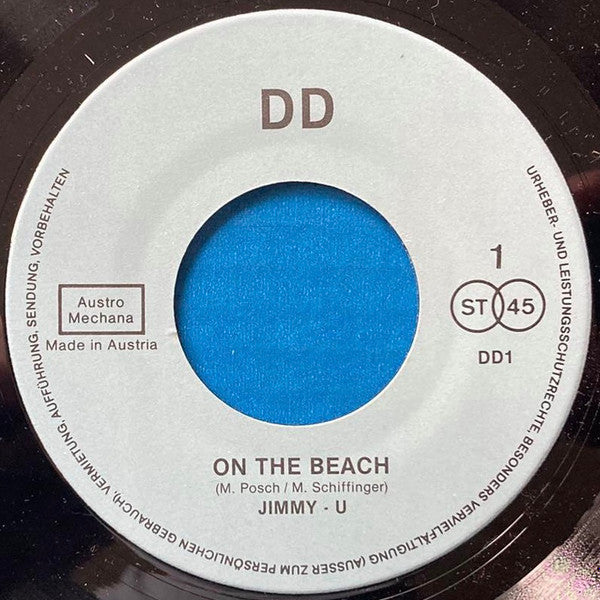 DD
Austro
Mechana
Made in Austria
1
ST 45
DD1
ON THE BEACH
(M. Posch / M. Schiffinger)
JIMMY - U
URHEBER- UND LEISTUNGSSCHUTZRECHTE, BESONDERS VERVIELFÄLTIGUNG (AUSSER ZUM PERSÖNLICHEN GEBRAUCH), VERMIETUNG, AUFFÜHRUNG, SENDUNG, VORBEHALTEN